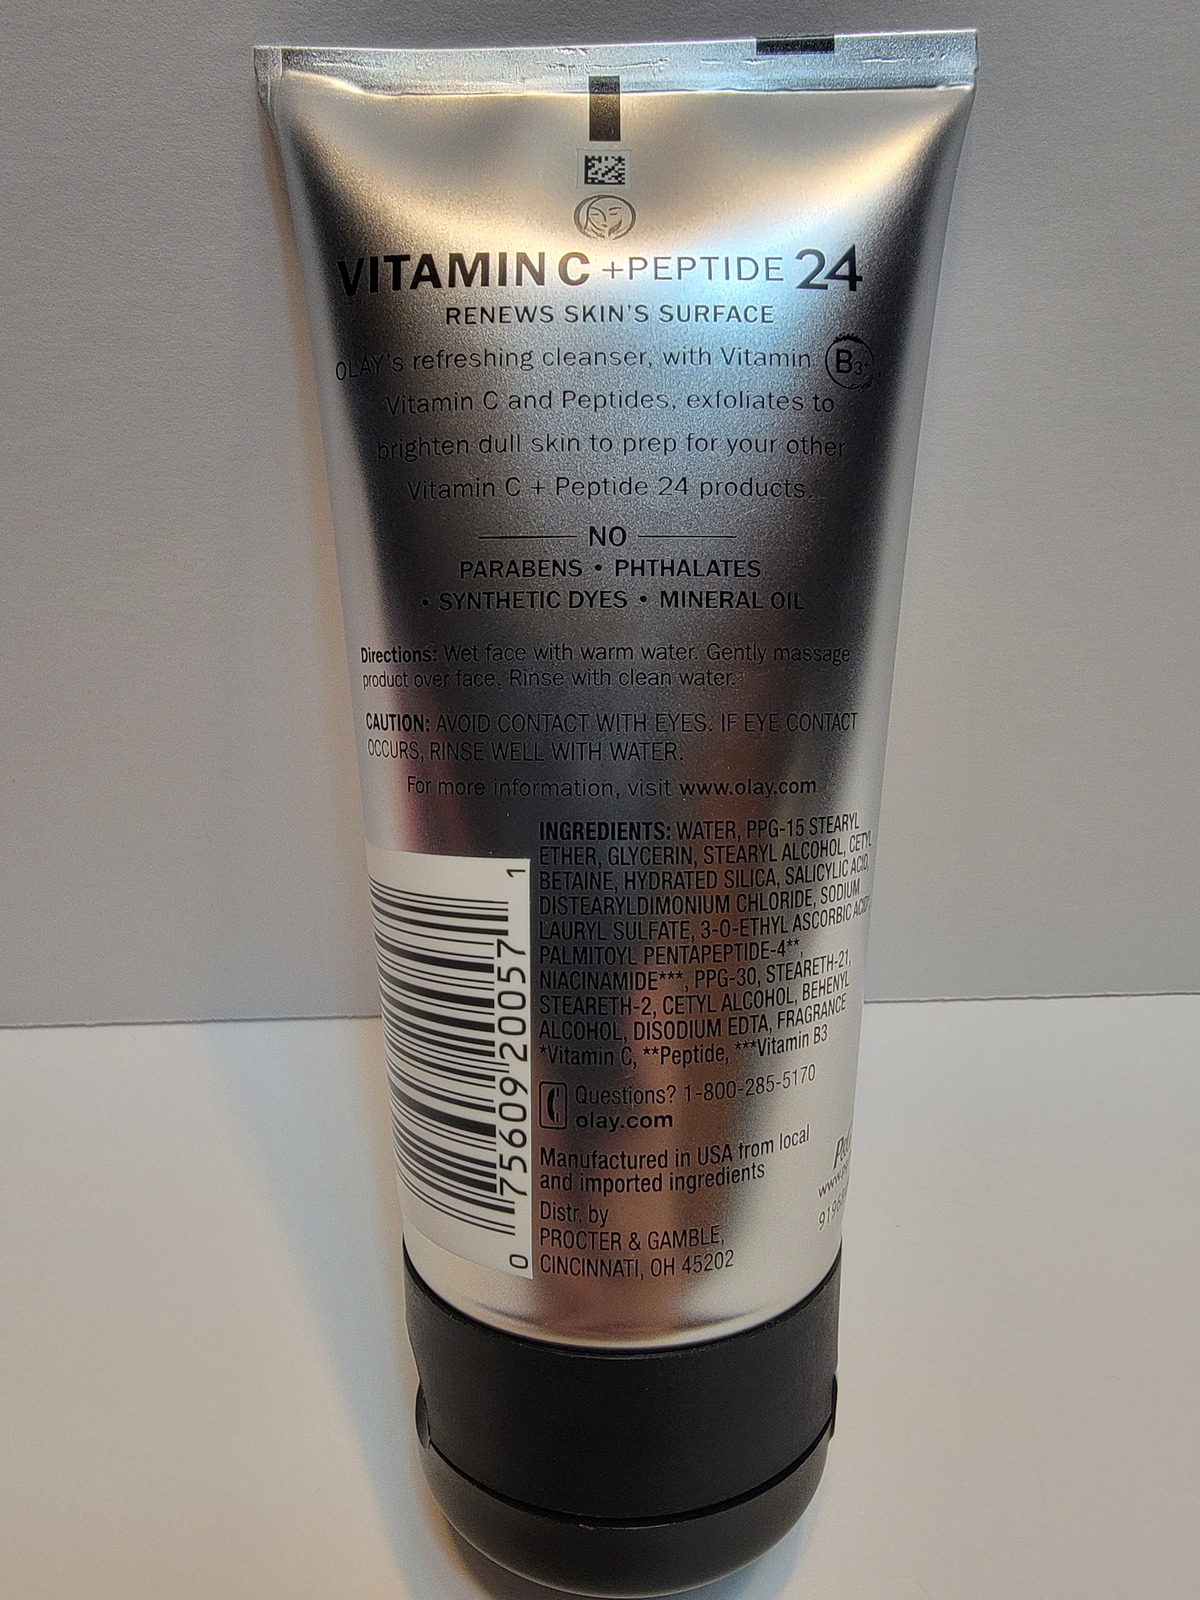 VITAMIN C +PEPTIDE 24
RENEWS SKIN'S SURFACE
OLAY's refreshing cleanser, with Vitamin B3+,
Vitamin C and Peptides, exfoliates to
brighten dull skin to prep for your other
Vitamin C + Peptide 24 products.
NO
PARABENS • PHTHALATES
• SYNTHETIC DYES • MINERAL OIL
Directions: Wet face with warm water. Gently massage
product over face. Rinse with clean water.
CAUTION: AVOID CONTACT WITH EYES. IF EYE CONTACT
OCCURS, RINSE WELL WITH WATER.
For more information, visit www.olay.com
INGREDIENTS: WATER, PPG-15 STEARYL
ETHER, GLYCERIN, STEARYL ALCOHOL, CETYL
BETAINE, HYDRATED SILICA, SALICYLIC ACID,
DISTEARYLDIMONIUM CHLORIDE, SODIUM
LAURYL SULFATE, 3-O-ETHYL ASCORBIC ACID*,
PALMITOYL PENTAPEPTIDE-4**,
NIACINAMIDE***, PPG-30, STEARETH-21,
STEARETH-2, CETYL ALCOHOL, BEHENYL
ALCOHOL, DISODIUM EDTA, FRAGRANCE
*Vitamin C, **Peptide, ***Vitamin B3
Questions? 1-800-285-5170
olay.com
Manufactured in USA from local
and imported ingredients
Distr. by
PROCTER & GAMBLE,
CINCINNATI, OH 45202
0 75609 20057 1